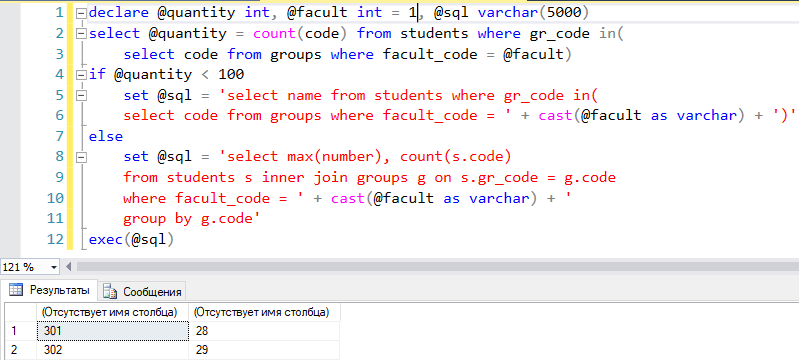 1 declare @quantity int, @facult int = 1, @sql varchar(5000)
2 select @quantity = count(code) from students where gr_code in(
3 select code from groups where facult_code = @facult)
4 if @quantity < 100
5 set @sql = 'select name from students where gr_code in(
6 select code from groups where facult_code = ' + cast(@facult as varchar) + ')'
7 else
8 set @sql = 'select max(number), count(s.code)
9 from students s inner join groups g on s.gr_code = g.code
10 where facult_code = ' + cast(@facult as varchar) + '
11 group by g.code'
12 exec(@sql)
121 %
Результаты Сообщения
(Отсутствует имя столбца) (Отсутствует имя столбца)
1 301 28
2 302 29